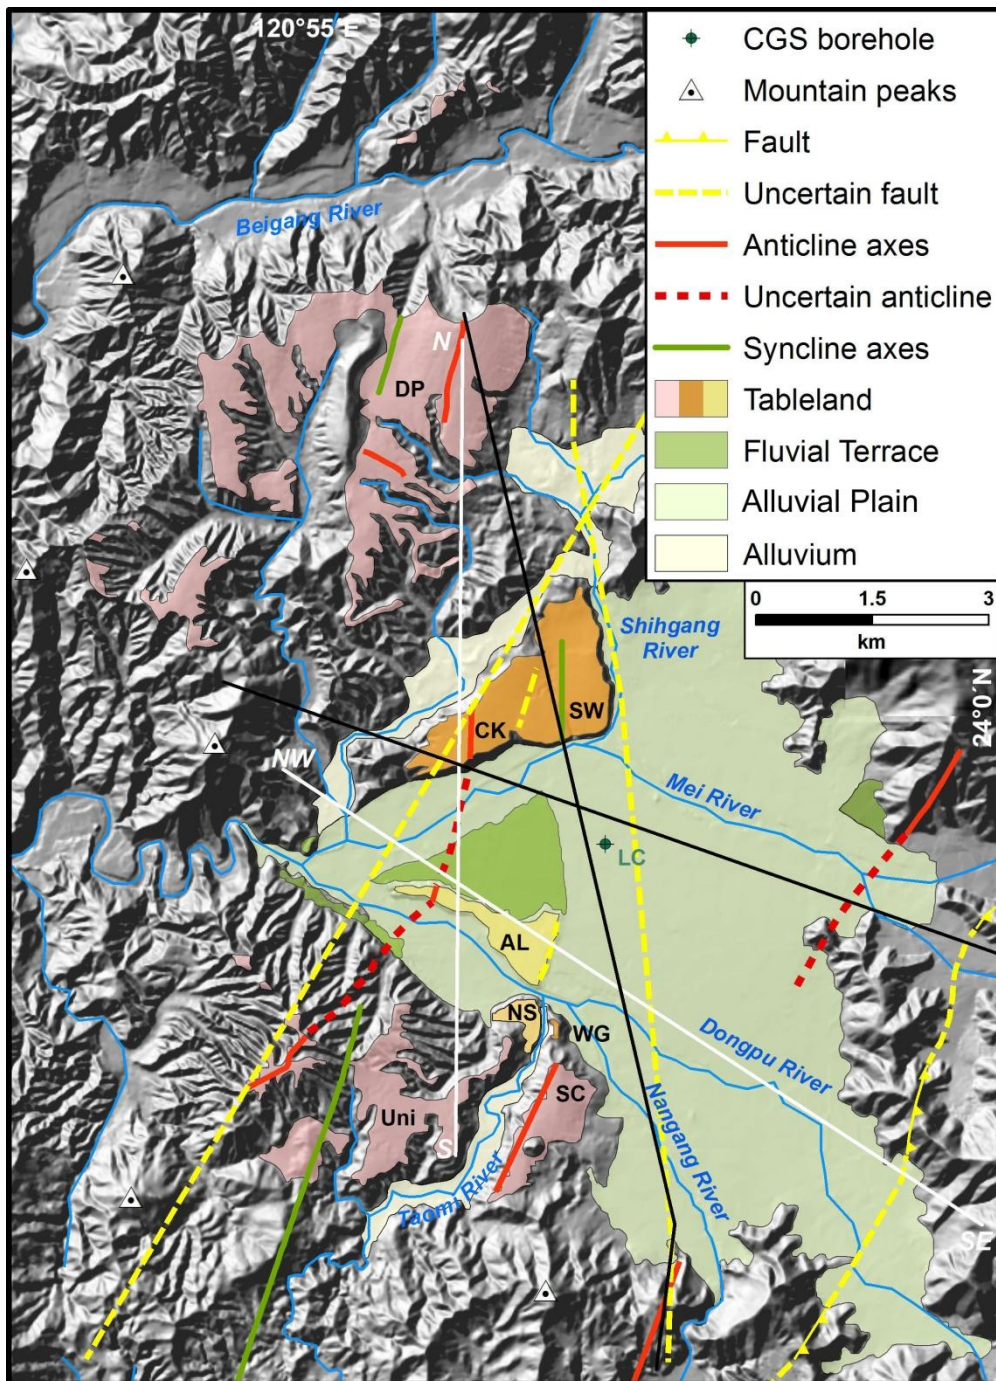 120°55´E
CGS borehole
Mountain peaks
Fault
Uncertain fault
Anticline axes
Uncertain anticline
Syncline axes
Tableland
Fluvial Terrace
Alluvial Plain
Alluvium
0 1.5 3
km
Beigang River
N
DP
Shihgang
River
24°0´N
SW
CK
NW
Mei River
LC
AL
NS
WG
Dongpu River
SC
Uni
Nangang River
S
Taomi River
SE